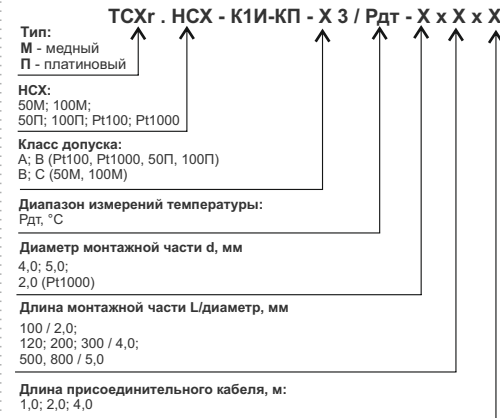 ТСХr . НСХ - К1И-КП - Х 3 / Рдт - Х х Х х Х
Тип:
М - медный
П - платиновый
НСХ:
50М; 100М;
50П; 100П; Pt100; Pt1000
Класс допуска:
А; В (Pt100, Pt1000, 50П, 100П)
В; С (50М, 100М)
Диапазон измерений температуры:
Рдт, °С
Диаметр монтажной части d, мм
4,0; 5,0;
2,0 (Pt1000)
Длина монтажной части L/диаметр, мм
100 / 2,0;
120; 200; 300 / 4,0;
500, 800 / 5,0
Длина присоединительного кабеля, м:
1,0; 2,0; 4,0